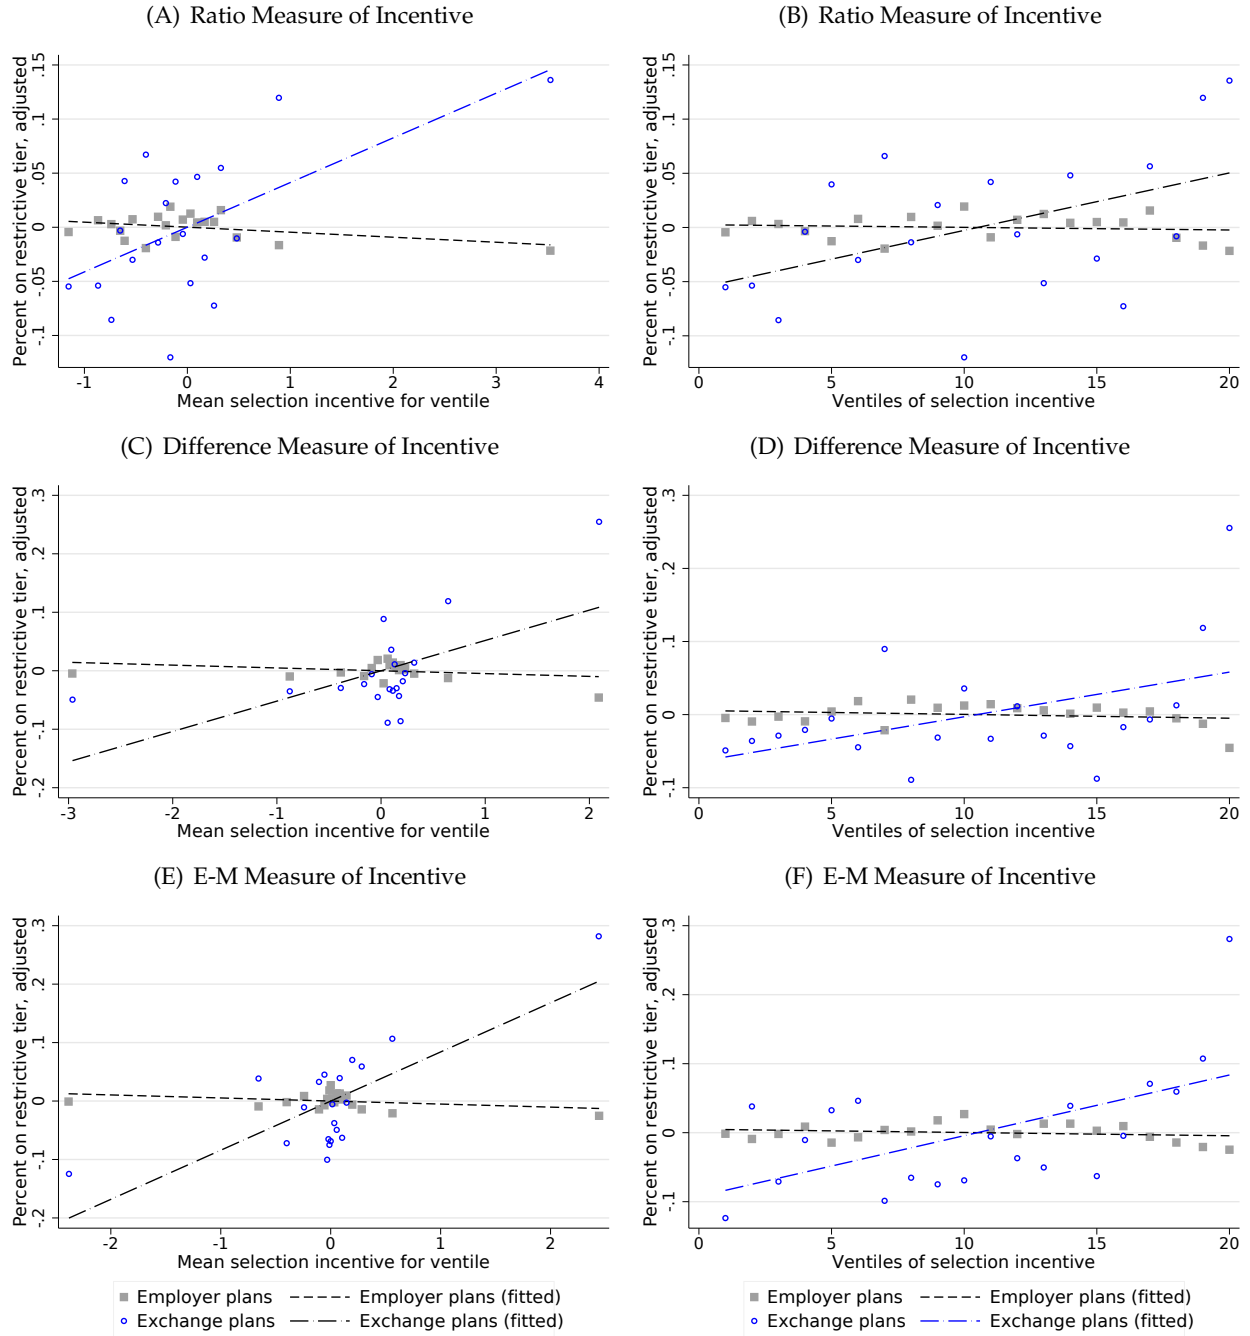 (A) Ratio Measure of Incentive
Percent on restrictive tier, adjusted
.15
.1
.05
0
-.05
-.1
-1 0 1 2 3 4
Mean selection incentive for ventile
(B) Ratio Measure of Incentive
Percent on restrictive tier, adjusted
.15
.1
.05
0
-.05
-.1
0 5 10 15 20
Ventiles of selection incentive
(C) Difference Measure of Incentive
Percent on restrictive tier, adjusted
.3
.2
.1
0
-.1
-.2
-3 -2 -1 0 1 2
Mean selection incentive for ventile
(D) Difference Measure of Incentive
Percent on restrictive tier, adjusted
.3
.2
.1
0
-.1
0 5 10 15 20
Ventiles of selection incentive
(E) E-M Measure of Incentive
Percent on restrictive tier, adjusted
.3
.2
.1
0
-.1
-.2
-2 -1 0 1 2
Mean selection incentive for ventile
Employer plans Employer plans (fitted)
Exchange plans Exchange plans (fitted)
(F) E-M Measure of Incentive
Percent on restrictive tier, adjusted
.3
.2
.1
0
-.1
0 5 10 15 20
Ventiles of selection incentive
Employer plans Employer plans (fitted)
Exchange plans Exchange plans (fitted)